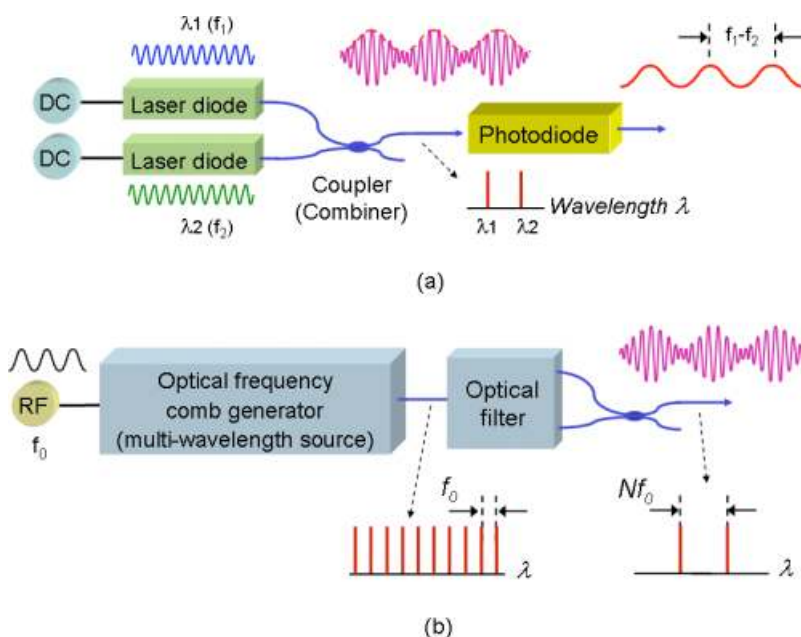 λ1 (f₁)
DC
Laser diode
DC
Laser diode
λ2 (f₂)
Coupler
(Combiner)
Photodiode
f₁-f₂
Wavelength λ
λ1 λ2
(a)
RF
f₀
Optical frequency
comb generator
(multi-wavelength source)
Optical
filter
f₀
λ
Nf₀
λ
(b)